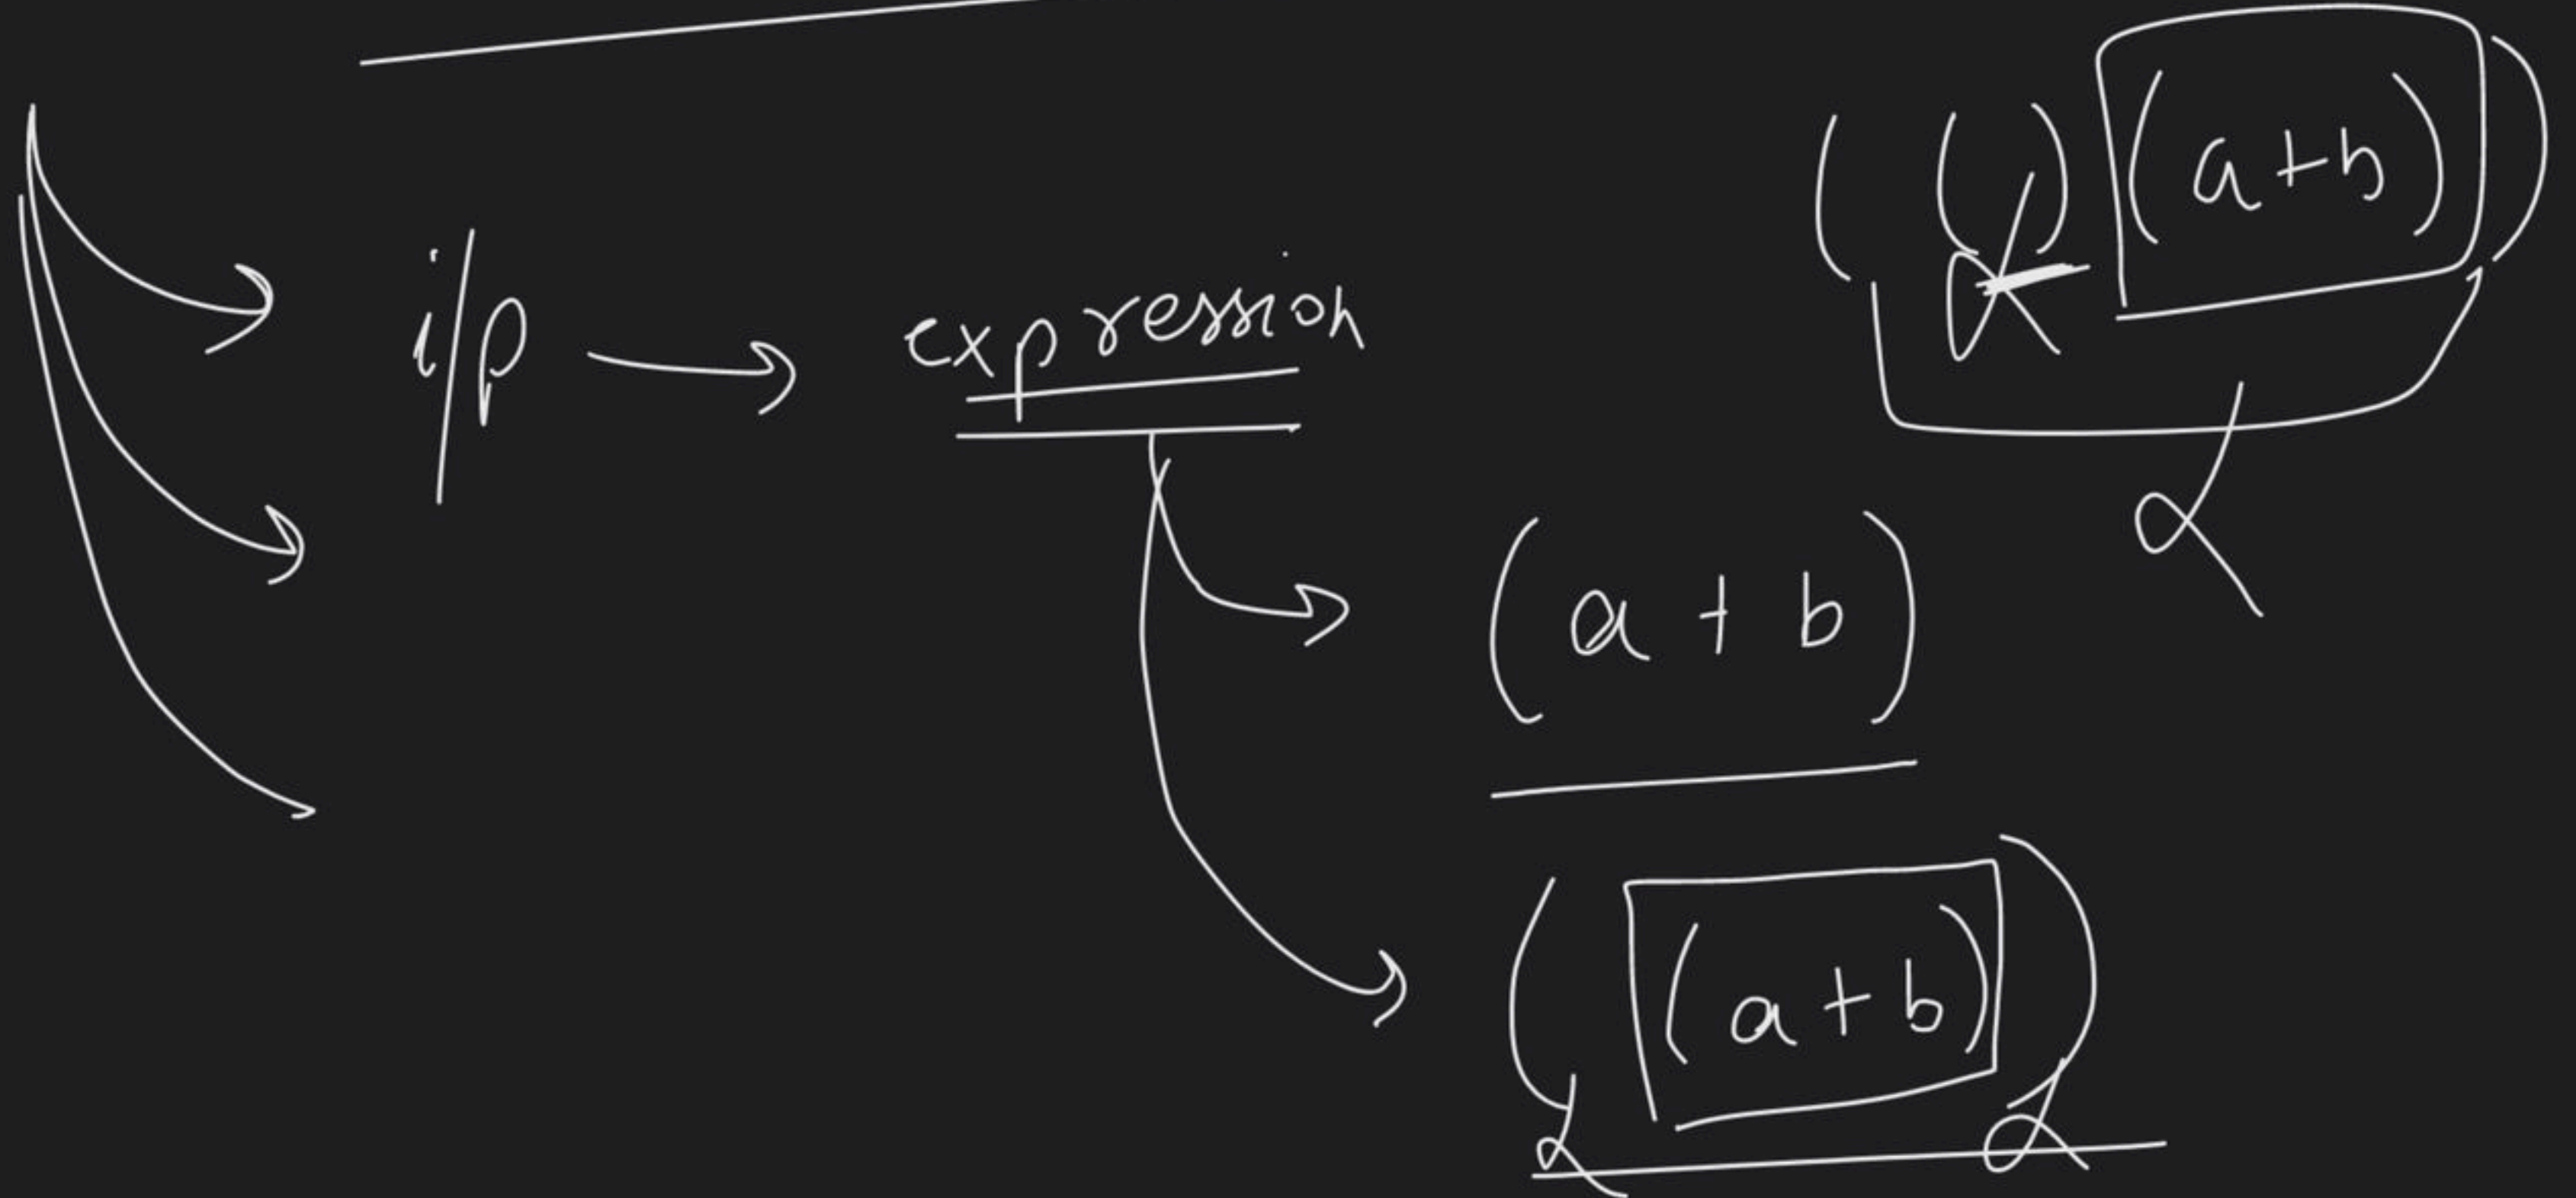 ( ( ) (a+b) )
i/p → expression
(a + b)
( (a+b) )